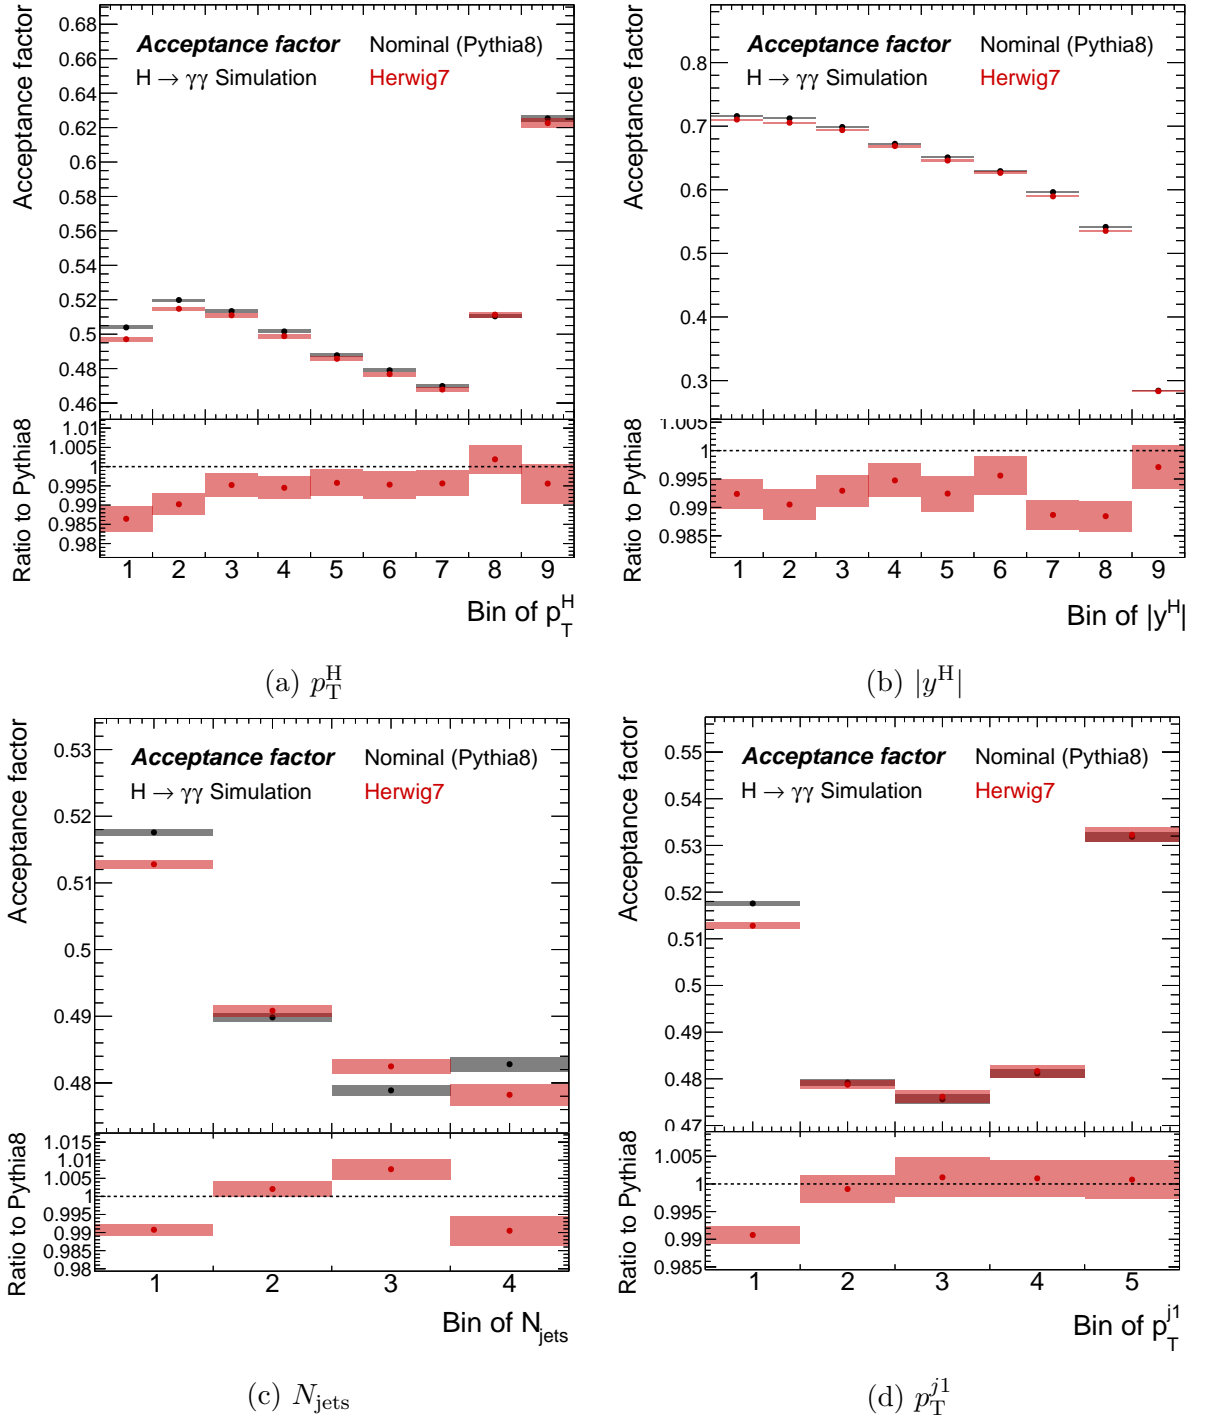 Acceptance factor
0.68
0.66
0.64
0.62
0.6
0.58
0.56
0.54
0.52
0.5
0.48
0.46
Acceptance factor Nominal (Pythia8)
H → γγ Simulation Herwig7
Ratio to Pythia8
1.01
1.005
1
0.995
0.99
0.985
0.98
1 2 3 4 5 6 7 8 9
Bin of p_T^H
(a) p_T^H
Acceptance factor
0.8
0.7
0.6
0.5
0.4
0.3
Acceptance factor Nominal (Pythia8)
H → γγ Simulation Herwig7
Ratio to Pythia8
1.005
1
0.995
0.99
0.985
1 2 3 4 5 6 7 8 9
Bin of |y^H|
(b) |y^H|
Acceptance factor
0.53
0.52
0.51
0.5
0.49
0.48
Acceptance factor Nominal (Pythia8)
H → γγ Simulation Herwig7
Ratio to Pythia8
1.015
1.01
1.005
1
0.995
0.99
0.985
0.98
1 2 3 4
Bin of N_jets
(c) N_jets
Acceptance factor
0.55
0.54
0.53
0.52
0.51
0.5
0.49
0.48
0.47
Acceptance factor Nominal (Pythia8)
H → γγ Simulation Herwig7
Ratio to Pythia8
1.005
1
0.995
0.99
0.985
1 2 3 4 5
Bin of p_T^j1
(d) p_T^j1